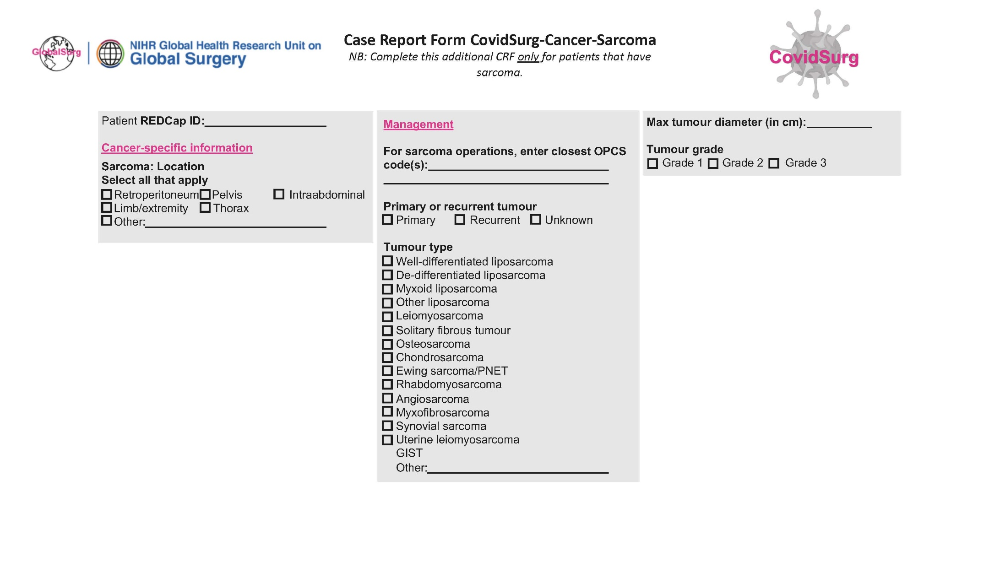 GlobalSurg
NIHR Global Health Research Unit on
Global Surgery
Case Report Form CovidSurg-Cancer-Sarcoma
NB: Complete this additional CRF only for patients that have
sarcoma.
CovidSurg
Patient REDCap ID:___________________
Cancer-specific information
Sarcoma: Location
Select all that apply
☐ Retroperitoneum ☐ Pelvis ☐ Intraabdominal
☐ Limb/extremity ☐ Thorax
☐ Other:____________________________
Management
For sarcoma operations, enter closest OPCS
code(s):____________________________
___________________________________
Primary or recurrent tumour
☐ Primary ☐ Recurrent ☐ Unknown
Tumour type
☐ Well-differentiated liposarcoma
☐ De-differentiated liposarcoma
☐ Myxoid liposarcoma
☐ Other liposarcoma
☐ Leiomyosarcoma
☐ Solitary fibrous tumour
☐ Osteosarcoma
☐ Chondrosarcoma
☐ Ewing sarcoma/PNET
☐ Rhabdomyosarcoma
☐ Angiosarcoma
☐ Myxofibrosarcoma
☐ Synovial sarcoma
☐ Uterine leiomyosarcoma
GIST
Other:____________________________
Max tumour diameter (in cm):__________
Tumour grade
☐ Grade 1 ☐ Grade 2 ☐ Grade 3